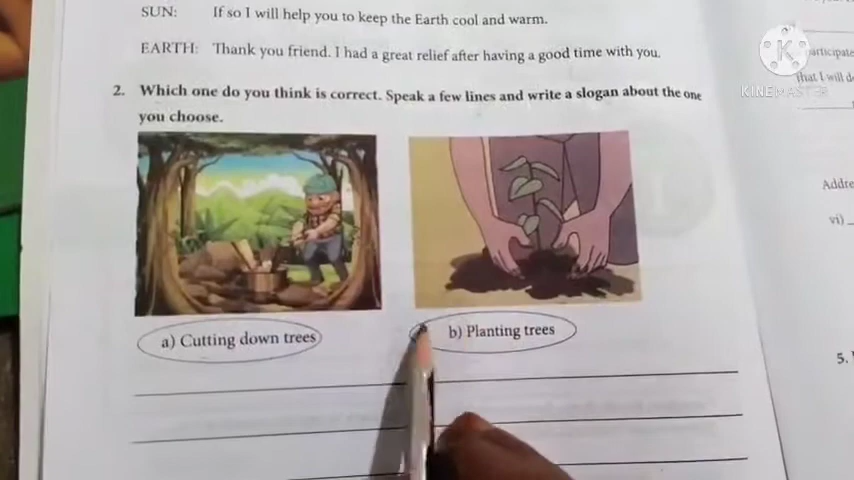 SUN: If so I will help you to keep the Earth cool and warm.
EARTH: Thank you friend. I had a great relief after having a good time with you.
2. Which one do you think is correct. Speak a few lines and write a slogan about the one
you choose.
a) Cutting down trees
b) Planting trees
participate
that I will
Addre
vi)
5.
K
KINEMASTER